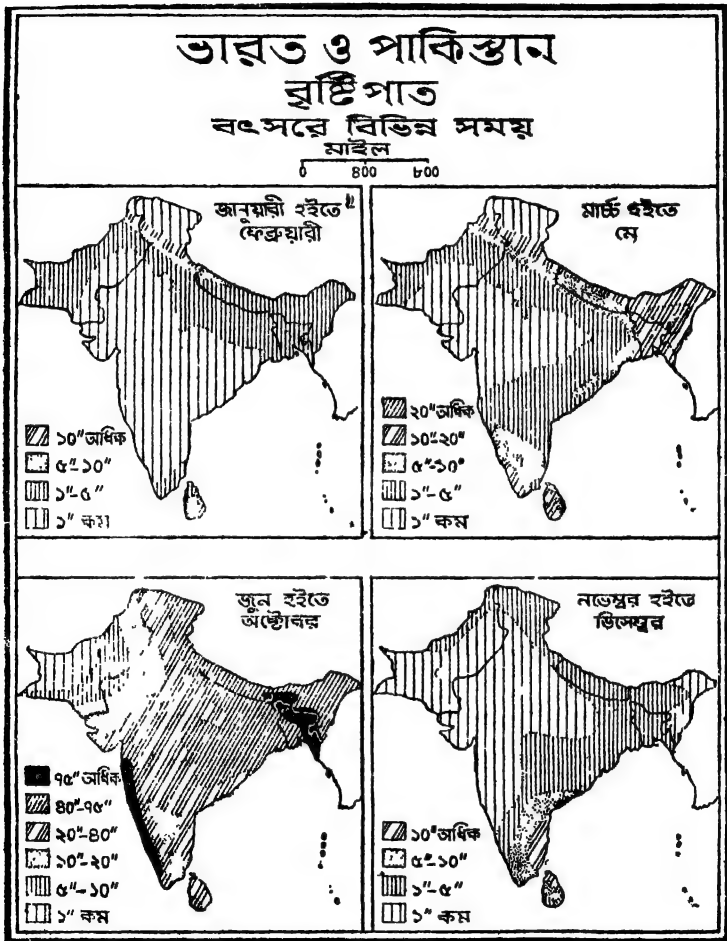 ভারত ও পাকিস্তান
বৃষ্টিপাত
বৎসরে বিভিন্ন সময়
মাইল
০ ৪০০ ৮০০
জানুয়ারী হইতে
ফেব্রুয়ারী
১০" অধিক
৫"-১০"
১"-৫"
১" কম
মার্চ্চ হইতে
মে
২০" অধিক
১০"-২০"
৫"-১০"
১"-৫"
১" কম
জুন হইতে
অক্টোবর
৭৫" অধিক
৪০"-৭৫"
২০"-৪০"
১০"-২০"
৫"-১০"
১" কম
নভেম্বর হইতে
ডিসেম্বর
১০" অধিক
৫"-১০"
১"-৫"
১" কম